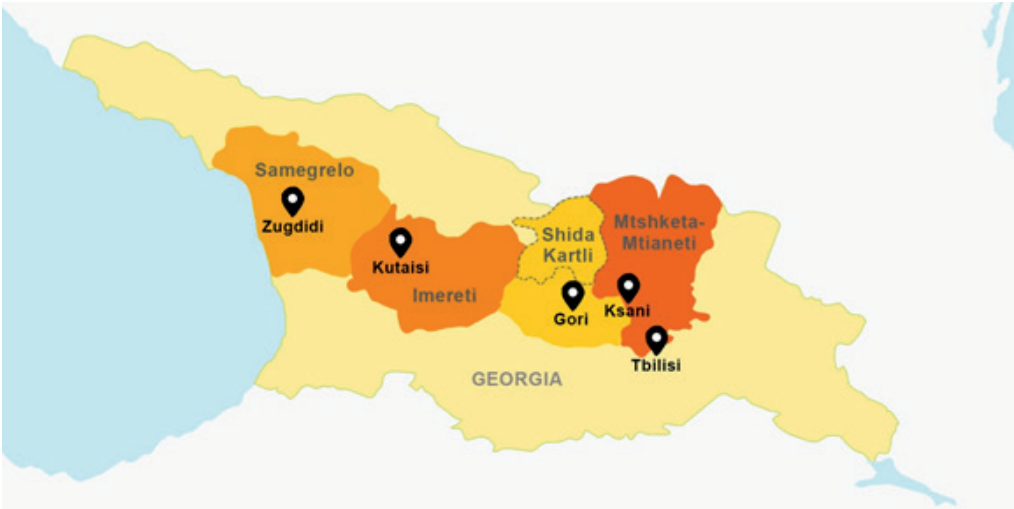 Samegrelo
Zugdidi
Kutaisi
Imereti
Shida
Kartli
Gori
Mtshketa-
Mtianeti
Ksani
Tbilisi
GEORGIA